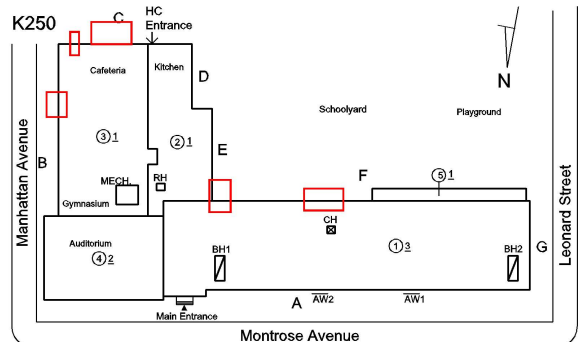 K250
C
HC
Entrance
Cafeteria
Kitchen
D
N
Schoolyard
Playground
Manhattan Avenue
B
3 1
2 1
E
MECH.
RH
F
5 1
Leonard Street
Gymnasium
Auditorium
4 2
CH
1 3
BH1
BH2
G
A
AW2
AW1
Main Entrance
Montrose Avenue